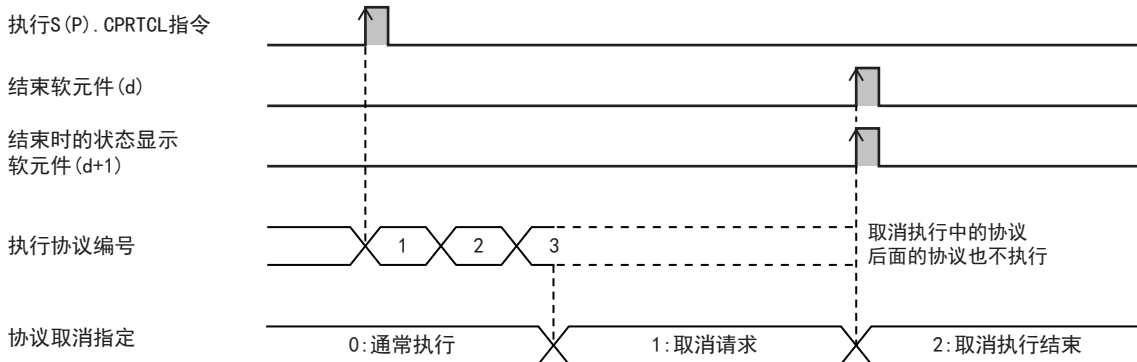 执行S(P).CPRTCL指令
结束软元件(d)
结束时的状态显示
软元件(d+1)
执行协议编号
1
2
3
取消执行中的协议
后面的协议也不执行
协议取消指定
0:通常执行
1:取消请求
2:取消执行结束